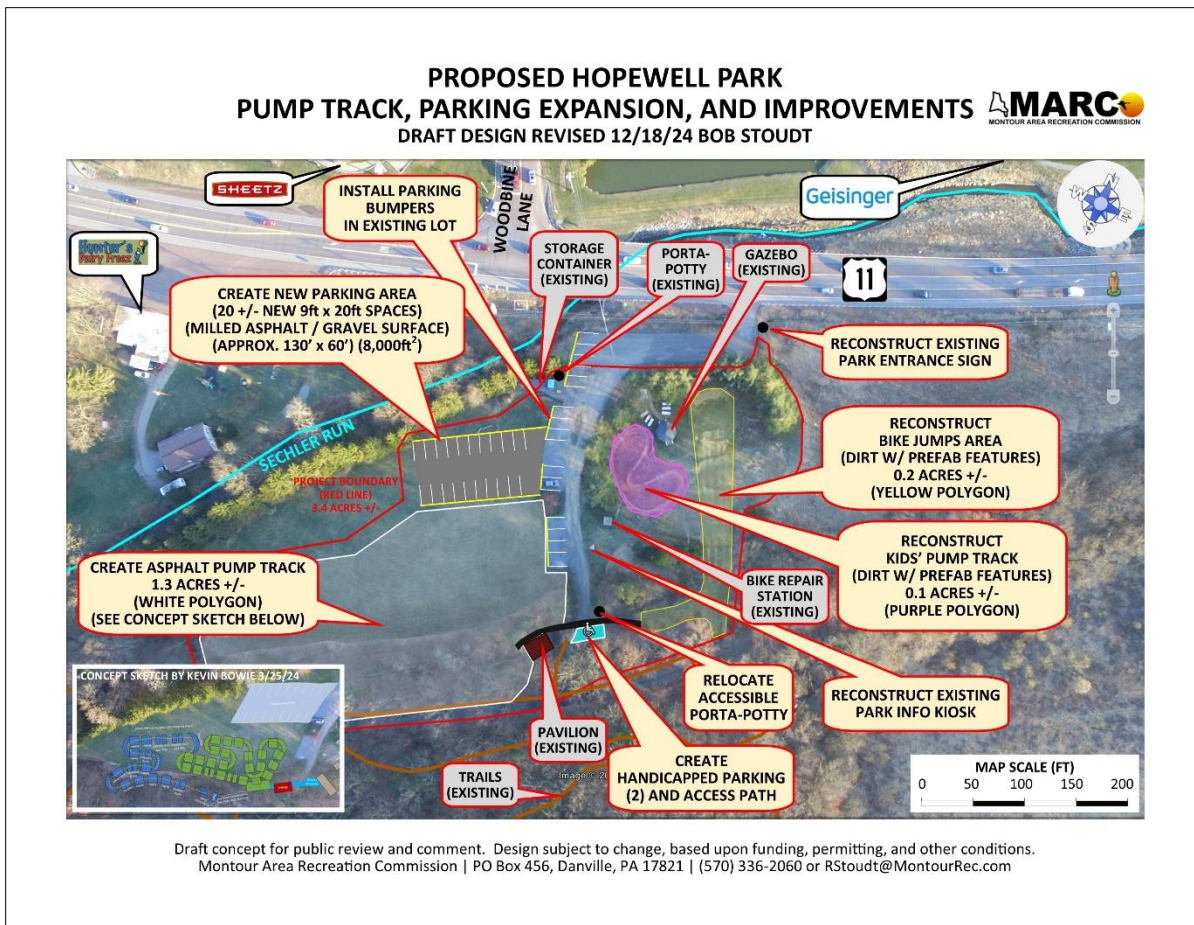 PROPOSED HOPEWELL PARK
PUMP TRACK, PARKING EXPANSION, AND IMPROVEMENTS
DRAFT DESIGN REVISED 12/18/24 BOB STOUDT
MARC
MONTOUR AREA RECREATION COMMISSION
SHEETZ
Hunter's
Dairy Freez
INSTALL PARKING
BUMPERS
IN EXISTING LOT
WOODBINE
LANE
Geisinger
STORAGE
CONTAINER
(EXISTING)
PORTA-
POTTY
(EXISTING)
GAZEBO
(EXISTING)
11
N
E
S
W
CREATE NEW PARKING AREA
(20 +/- NEW 9ft x 20ft SPACES)
(MILLED ASPHALT / GRAVEL SURFACE)
(APPROX. 130' x 60') (8,000ft²)
RECONSTRUCT EXISTING
PARK ENTRANCE SIGN
SECHLER RUN
PROJECT BOUNDARY
(RED LINE)
3.4 ACRES +/-
RECONSTRUCT
BIKE JUMPS AREA
(DIRT W/ PREFAB FEATURES)
0.2 ACRES +/-
(YELLOW POLYGON)
CREATE ASPHALT PUMP TRACK
1.3 ACRES +/-
(WHITE POLYGON)
(SEE CONCEPT SKETCH BELOW)
RECONSTRUCT
KIDS' PUMP TRACK
(DIRT W/ PREFAB FEATURES)
0.1 ACRES +/-
(PURPLE POLYGON)
BIKE REPAIR
STATION
(EXISTING)
CONCEPT SKETCH BY KEVIN BOWIE 3/25/24
RELOCATE
ACCESSIBLE
PORTA-POTTY
RECONSTRUCT EXISTING
PARK INFO KIOSK
PAVILION
(EXISTING)
CREATE
HANDICAPPED PARKING
(2) AND ACCESS PATH
TRAILS
(EXISTING)
Image © 20
MAP SCALE (FT)
0 50 100 150 200
Draft concept for public review and comment. Design subject to change, based upon funding, permitting, and other conditions.
Montour Area Recreation Commission | PO Box 456, Danville, PA 17821 | (570) 336-2060 or RStoudt@MontourRec.com